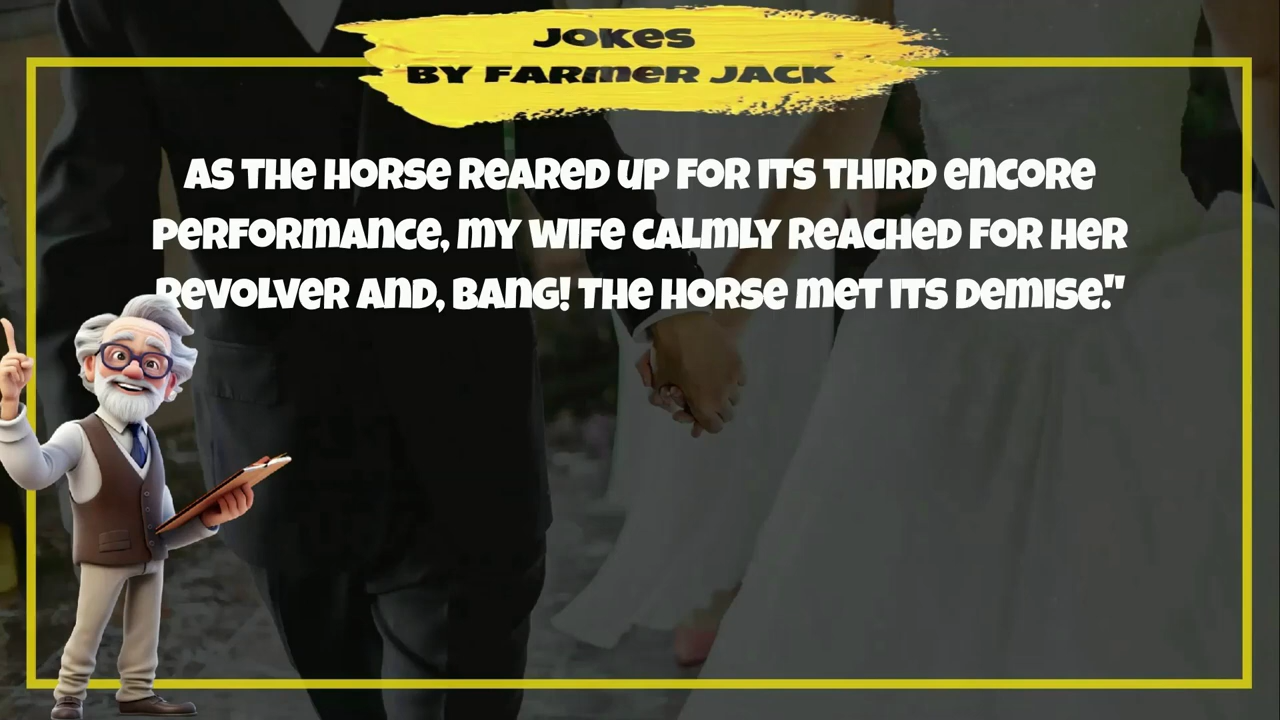 JOKES
BY FARMER JACK
AS THE HORSE REARED UP FOR ITS THIRD ENCORE
PERFORMANCE, MY WIFE CALMLY REACHED FOR HER
REVOLVER AND, BANG! THE HORSE MET ITS DEMISE."